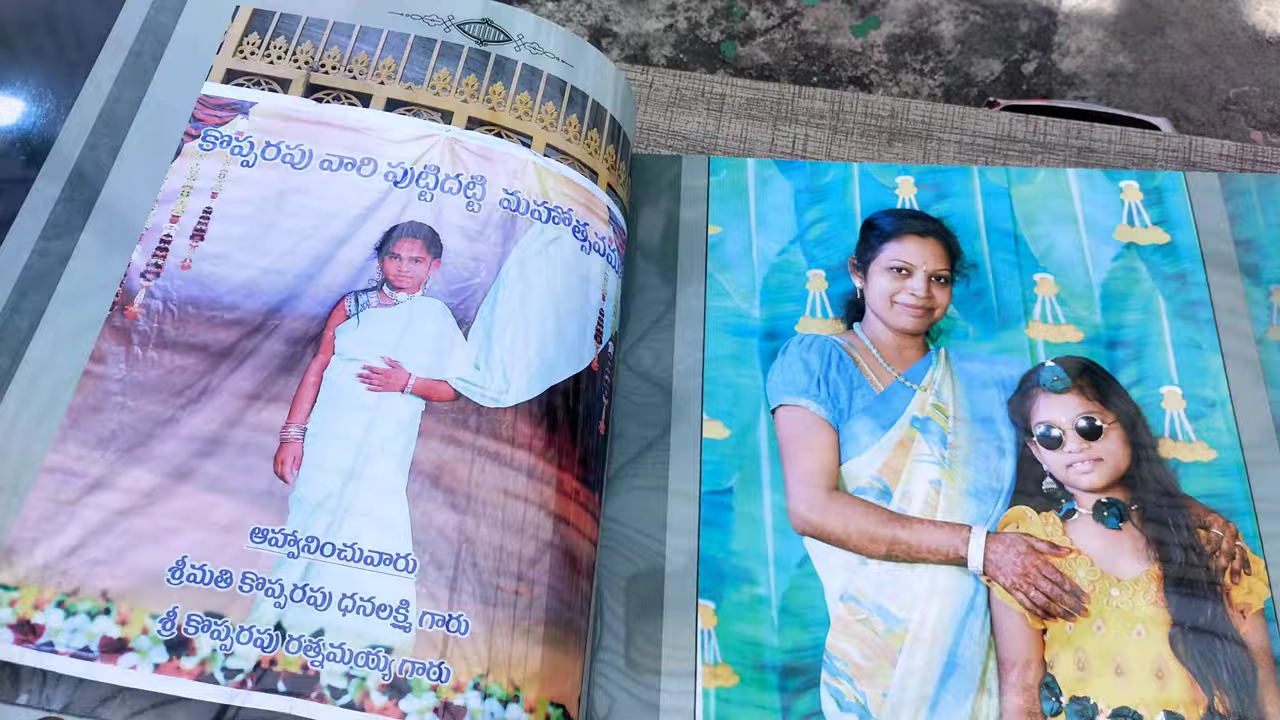 కొప్పరపు వారి పుట్టిదట్టి మహోత్సవము
ఆహ్వానించువారు
శ్రీమతి కొప్పరపు ధనలక్ష్మి గారు
శ్రీ కొప్పరపు రత్నమయ్య గారు